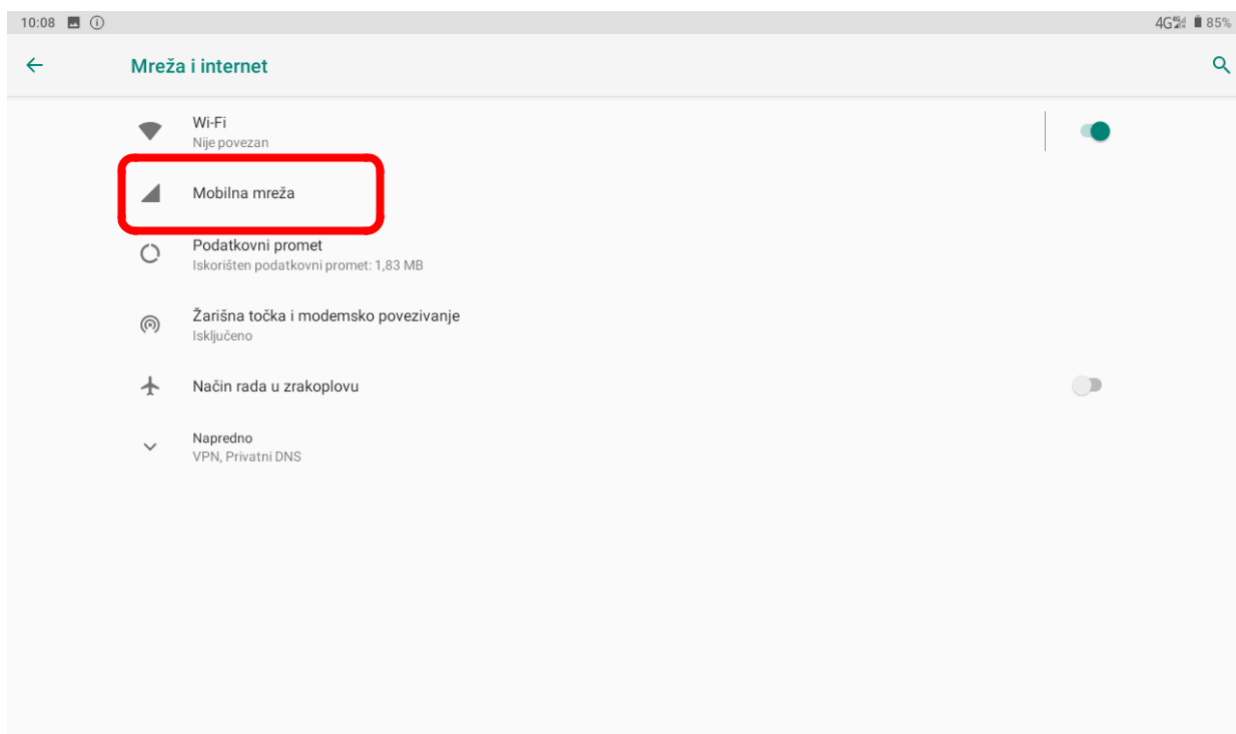 10:08 4G 85%
Mreža i internet
Wi-Fi
Nije povezan
Mobilna mreža
Podatkovni promet
Iskorišten podatkovni promet: 1,83 MB
Žarišna točka i modemsko povezivanje
Isključeno
Način rada u zrakoplovu
Napredno
VPN, Privatni DNS